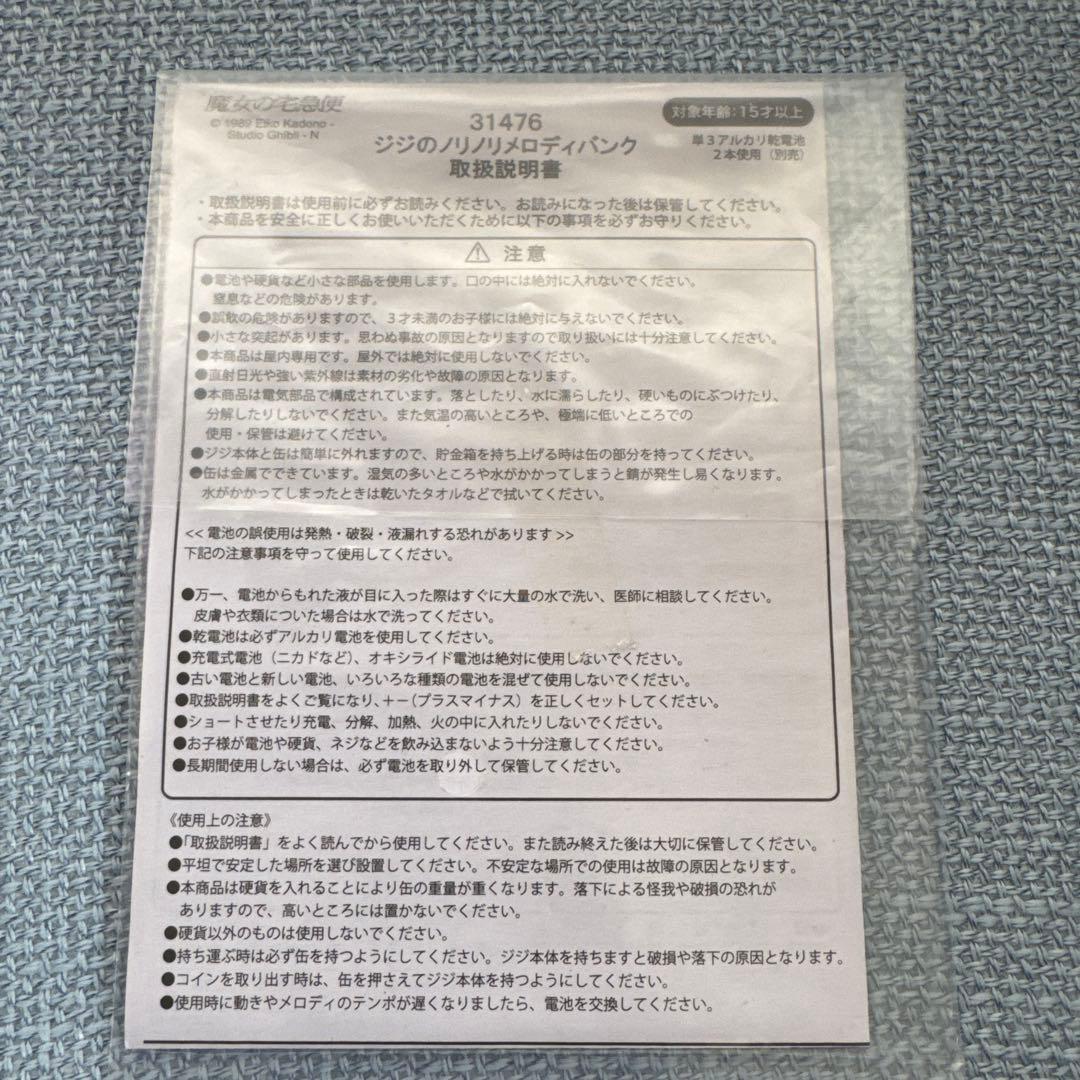 魔女の宅急便
© 1989 Eiko Kadono -
Studio Ghibli - N
対象年齢:15才以上
31476
ジジのノリノリメロディバンク
取扱説明書
単3アルカリ乾電池
2本使用（別売）
・取扱説明書は使用前に必ずお読みください。お読みになった後は保管してください。
・本商品を安全に正しくお使いいただくために以下の事項を必ずお守りください。
⚠ 注意
●電池や硬貨など小さな部品を使用します。口の中には絶対に入れないでください。
窒息などの危険があります。
●誤飲の危険がありますので、3才未満のお子様には絶対に与えないでください。
●小さな突起があります。思わぬ事故の原因となりますので取り扱いには十分注意してください。
●本商品は屋内専用です。屋外では絶対に使用しないでください。
●直射日光や強い紫外線は素材の劣化や故障の原因となります。
●本商品は電気部品で構成されています。落としたり、水に濡らしたり、硬いものにぶつけたり、
分解したりしないでください。また気温の高いところや、極端に低いところでの
使用・保管は避けてください。
●ジジ本体と缶は簡単に外れますので、貯金箱を持ち上げる時は缶の部分を持ってください。
●缶は金属でできています。湿気の多いところや水がかかってしまうと錆が発生し易くなります。
水がかかってしまったときは乾いたタオルなどで拭いてください。
<< 電池の誤使用は発熱・破裂・液漏れする恐れがあります >>
下記の注意事項を守って使用してください。
●万一、電池からもれた液が目に入った際はすぐに大量の水で洗い、医師に相談してください。
皮膚や衣類についた場合は水で洗ってください。
●乾電池は必ずアルカリ電池を使用してください。
●充電式電池（ニカドなど）、オキシライド電池は絶対に使用しないでください。
●古い電池と新しい電池、いろいろな種類の電池を混ぜて使用しないでください。
●取扱説明書をよくご覧になり、＋−（プラスマイナス）を正しくセットしてください。
●ショートさせたり充電、分解、加熱、火の中に入れたりしないでください。
●お子様が電池や硬貨、ネジなどを飲み込まないよう十分注意してください。
●長期間使用しない場合は、必ず電池を取り外して保管してください。
《使用上の注意》
●「取扱説明書」をよく読んでから使用してください。また読み終えた後は大切に保管してください。
●平坦で安定した場所を選び設置してください。不安定な場所での使用は故障の原因となります。
●本商品は硬貨を入れることにより缶の重量が重くなります。落下による怪我や破損の恐れが
ありますので、高いところには置かないでください。
●硬貨以外のものは使用しないでください。
●持ち運ぶ時は必ず缶を持つようにしてください。ジジ本体を持ちますと破損や落下の原因となります。
●コインを取り出す時は、缶を押さえてジジ本体を持つようにしてください。
●使用時に動きやメロディのテンポが遅くなりましたら、電池を交換してください。